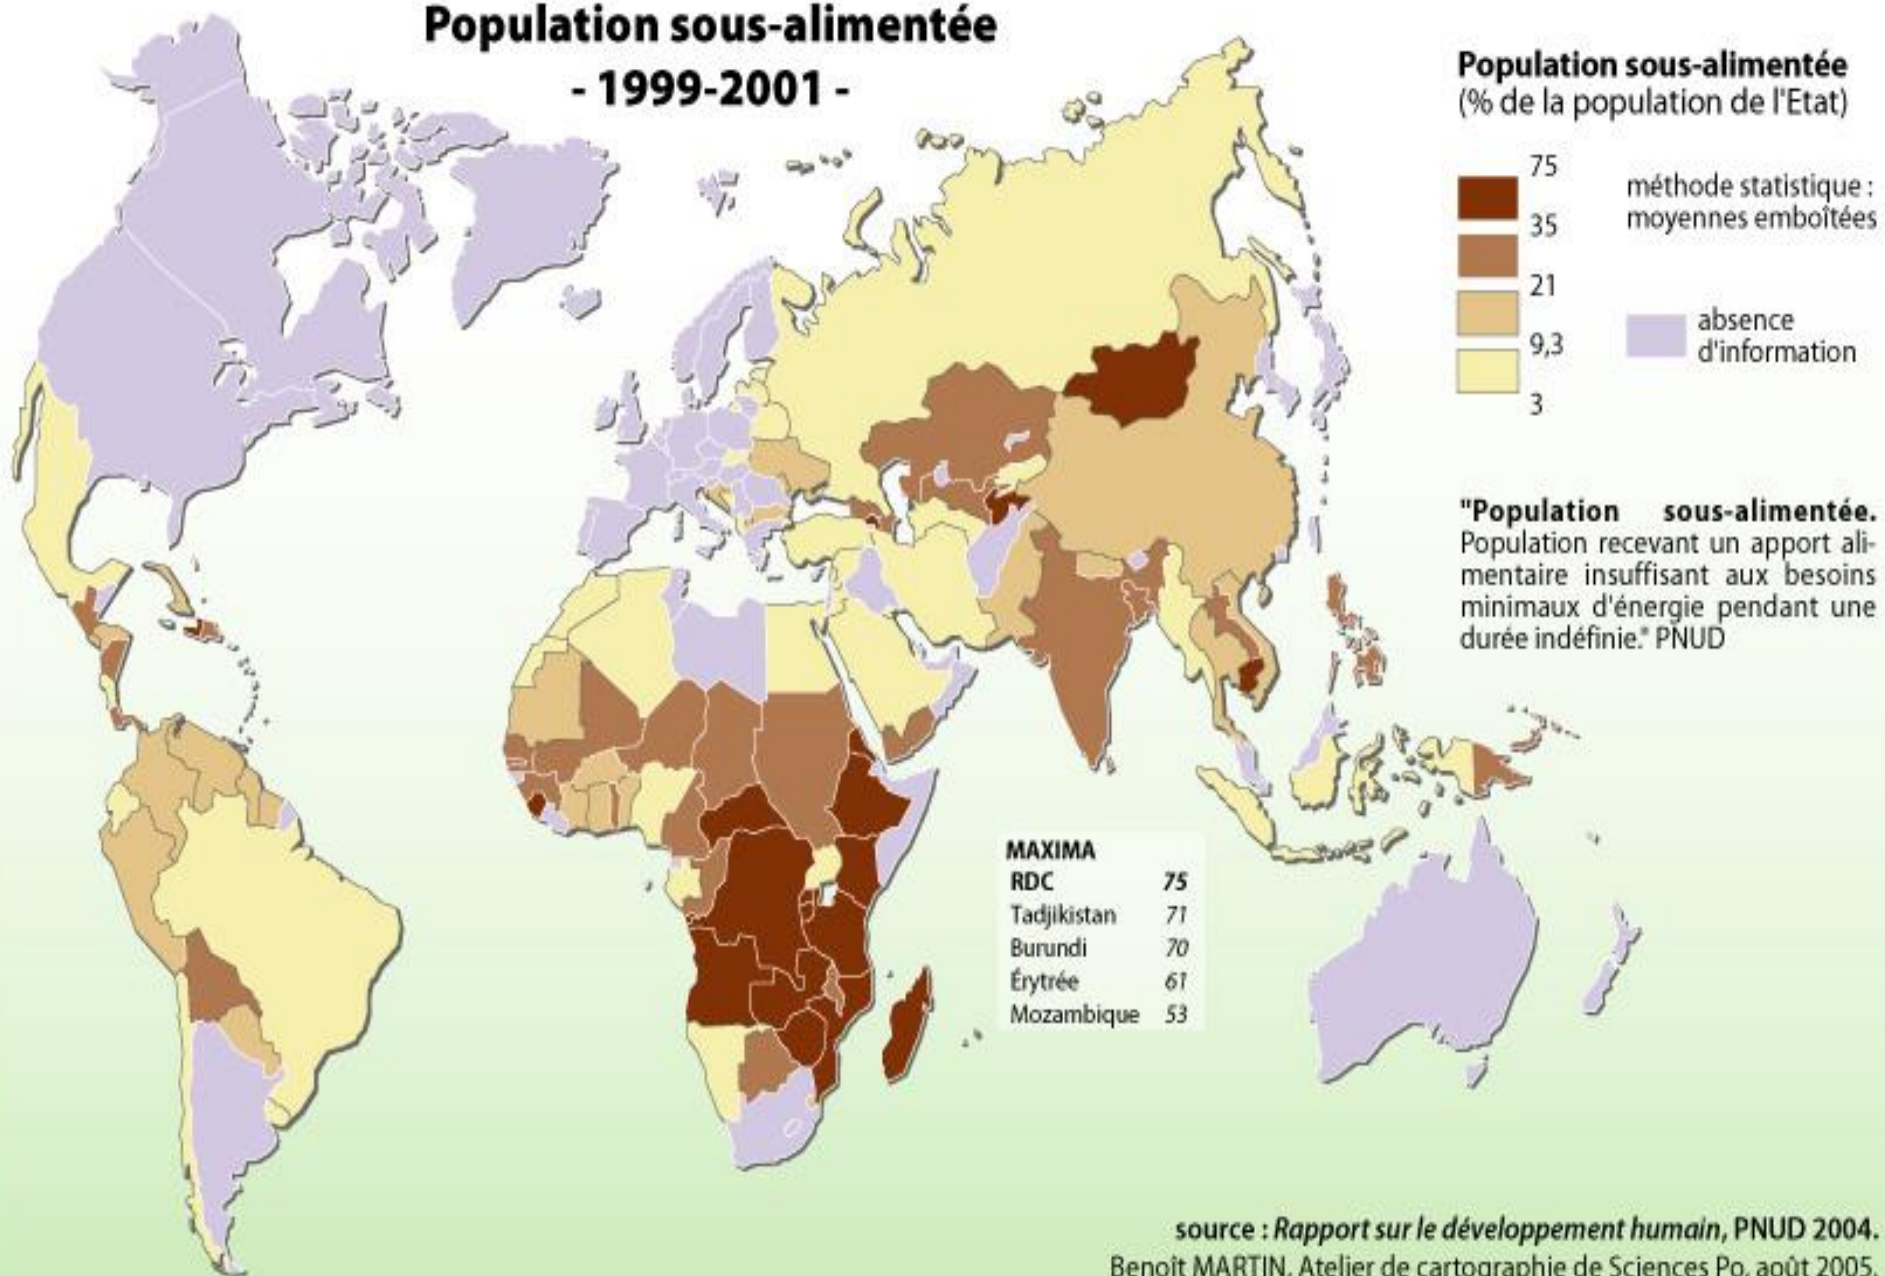 Population sous-alimentée
- 1999-2001 -
Population sous-alimentée
(% de la population de l'Etat)
75
35
21
9,3
3
méthode statistique :
moyennes emboîtées
absence
d'information
"Population sous-alimentée.
Population recevant un apport ali-
mentaire insuffisant aux besoins
minimaux d'énergie pendant une
durée indéfinie." PNUD
MAXIMA
RDC 75
Tadjikistan 71
Burundi 70
Érytrée 61
Mozambique 53
source : Rapport sur le développement humain, PNUD 2004.
Benoît MARTIN, Atelier de cartographie de Sciences Po, août 2005.